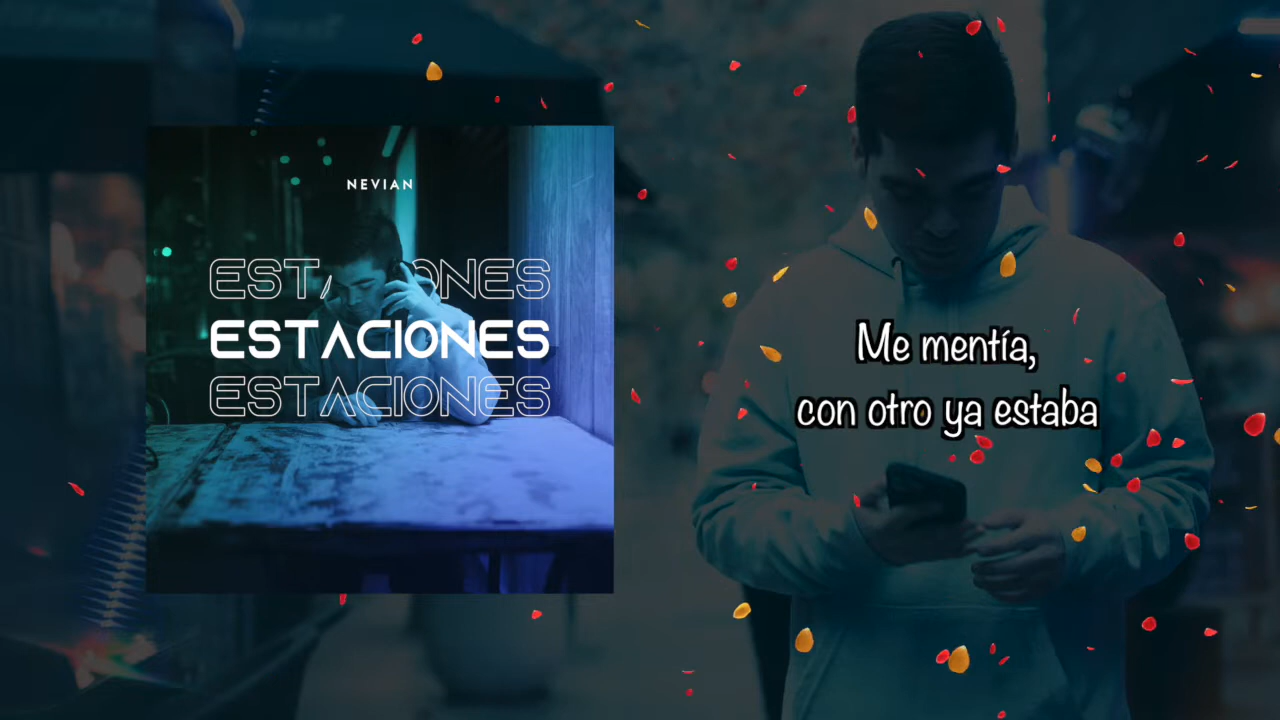 NEVIAN
ESTACIONES
ESTACIONES
ESTACIONES
Me mentía,
con otro ya estaba